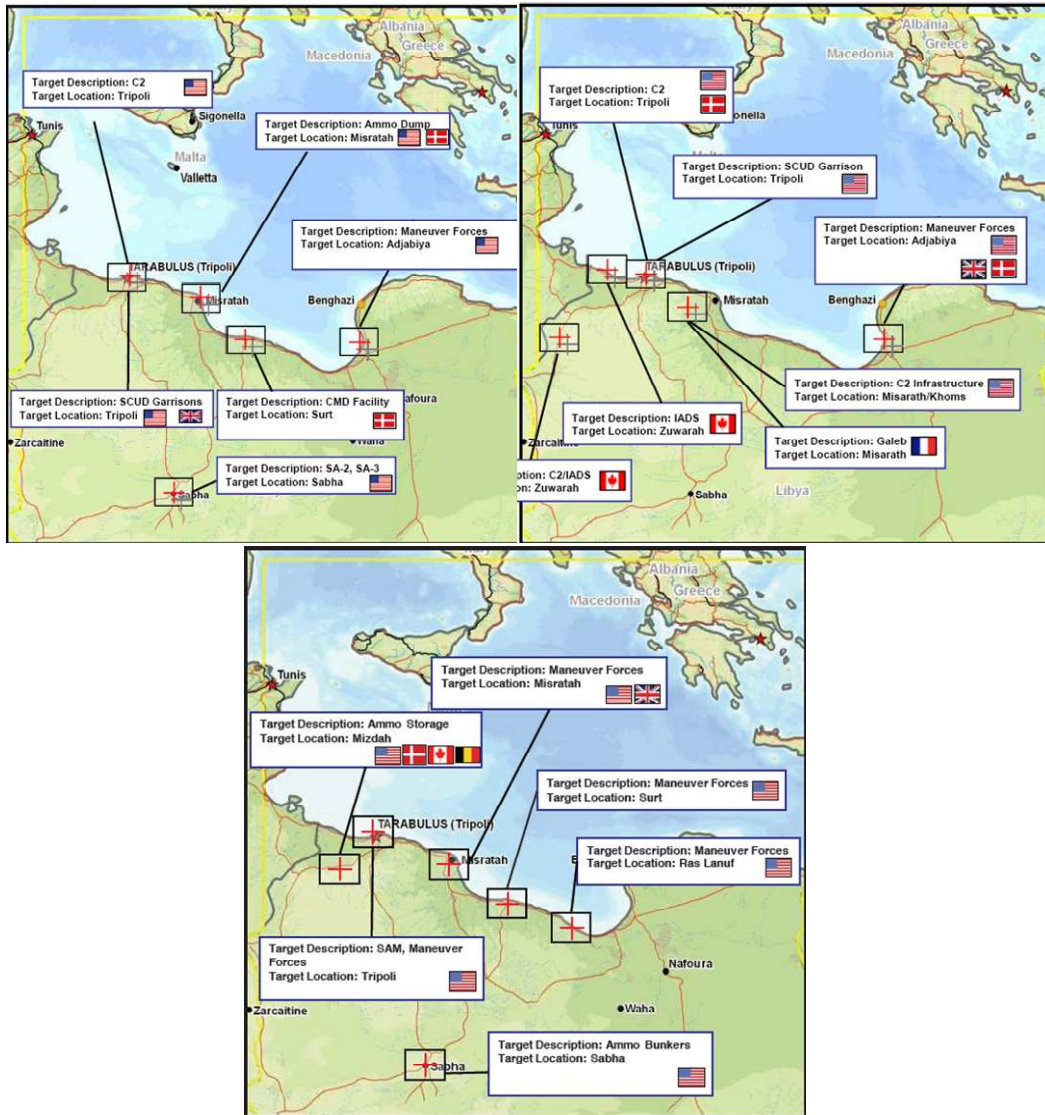 Albania
Greece
Macedonia
Target Description: C2
Target Location: Tripoli
Sigonella
Tunis
Target Description: Ammo Dump
Target Location: Misratah
Malta
Valletta
Target Description: Maneuver Forces
Target Location: Adjabiya
TARABULUS (Tripoli)
Misratah
Benghazi
Target Description: SCUD Garrisons
Target Location: Tripoli
Target Description: CMD Facility
Target Location: Surt
afoura
Zarcaitine
Waha
Target Description: SA-2, SA-3
Target Location: Sabha
Sabha
Albania
Greece
Macedonia
Target Description: C2
Target Location: Tripoli
onella
Tunis
Target Description: SCUD Garrison
Target Location: Tripoli
Target Description: Maneuver Forces
Target Location: Adjabiya
TARABULUS (Tripoli)
Misratah
Benghazi
Target Description: C2 Infrastructure
Target Location: Misarath/Khoms
Target Description: IADS
Target Location: Zuwarah
Target Description: Galeb
Target Location: Misarath
Zarcaitine
ption: C2/IADS
on: Zuwarah
Sabha
Libya
Albania
Greece
Macedonia
Tunis
Target Description: Maneuver Forces
Target Location: Misratah
Target Description: Ammo Storage
Target Location: Mizdah
Target Description: Maneuver Forces
Target Location: Surt
TARABULUS (Tripoli)
Misratah
Target Description: Maneuver Forces
Target Location: Ras Lanuf
Target Description: SAM, Maneuver
Forces
Target Location: Tripoli
Nafoura
Zarcaitine
Waha
Target Description: Ammo Bunkers
Target Location: Sabha
Sabha